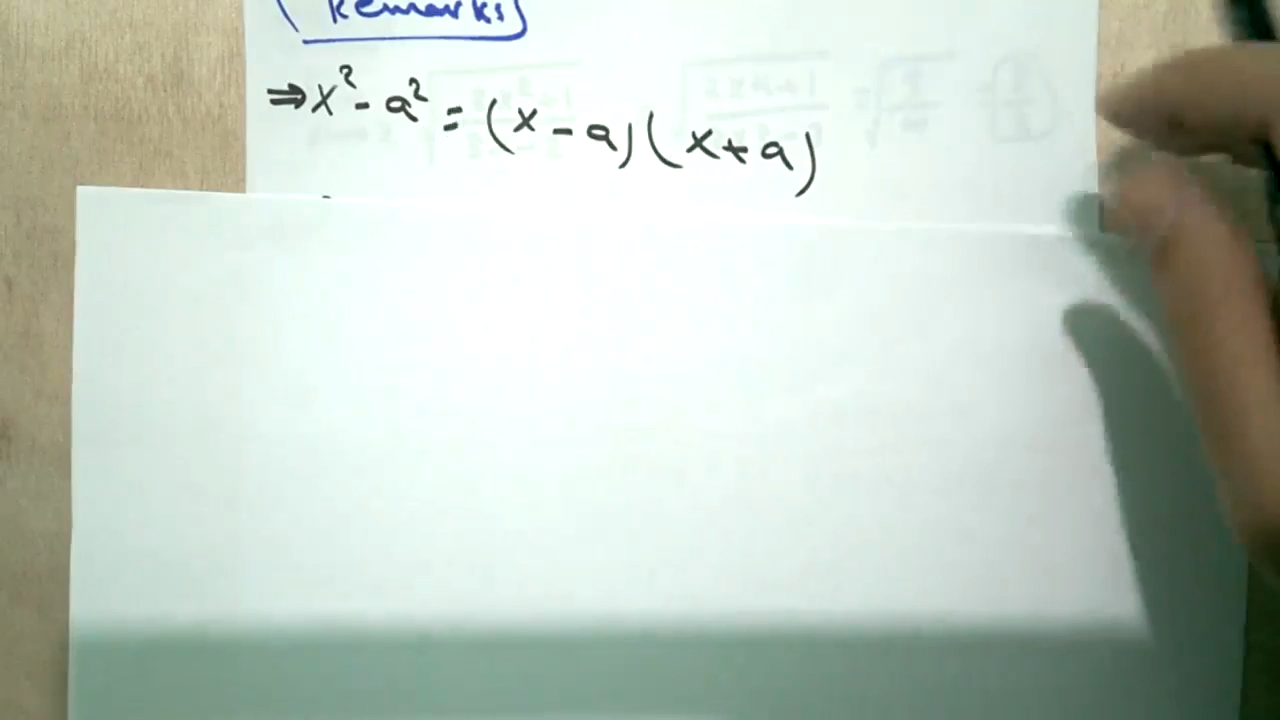 Remarks
⇒ x² - a² = (x - a)(x + a)